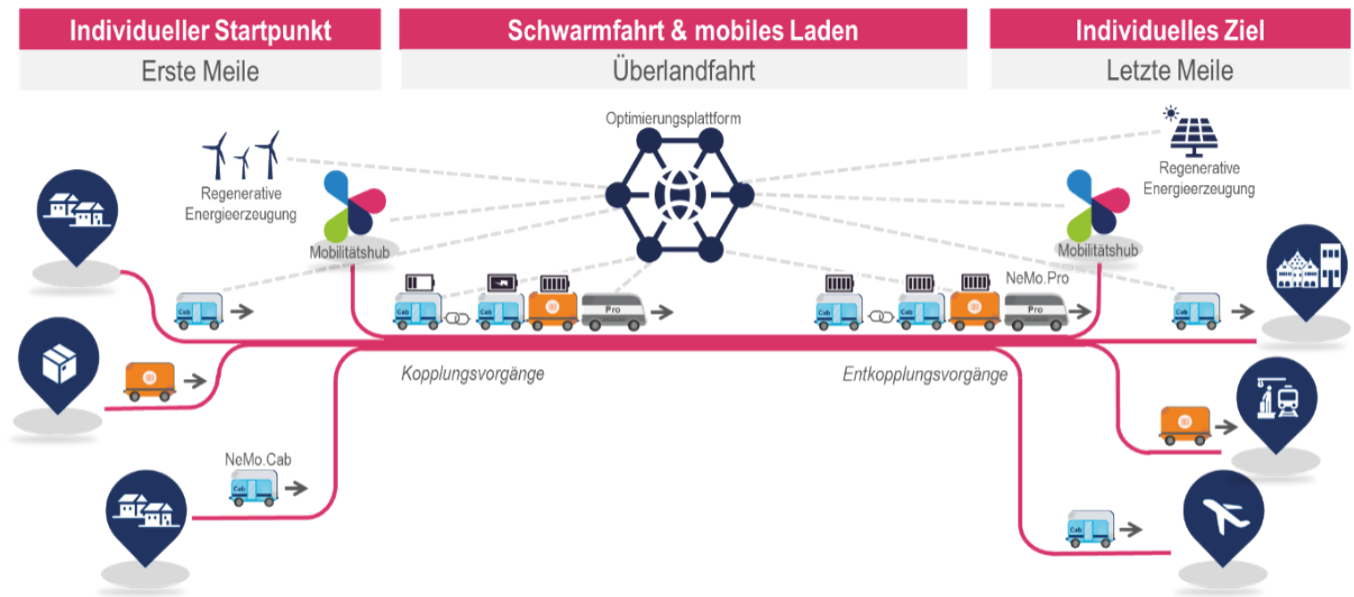 Individueller Startpunkt
Erste Meile
Schwarmfahrt & mobiles Laden
Überlandfahrt
Individuelles Ziel
Letzte Meile
Optimierungsplattform
Regenerative
Energieerzeugung
Mobilitätshub
Regenerative
Energieerzeugung
Mobilitätshub
NeMo.Pro
Cab
Cab
Cab
Pro
Cab
Cab
Pro
Cab
Kopplungsvorgänge
Entkopplungsvorgänge
NeMo.Cab
Cab
Cab